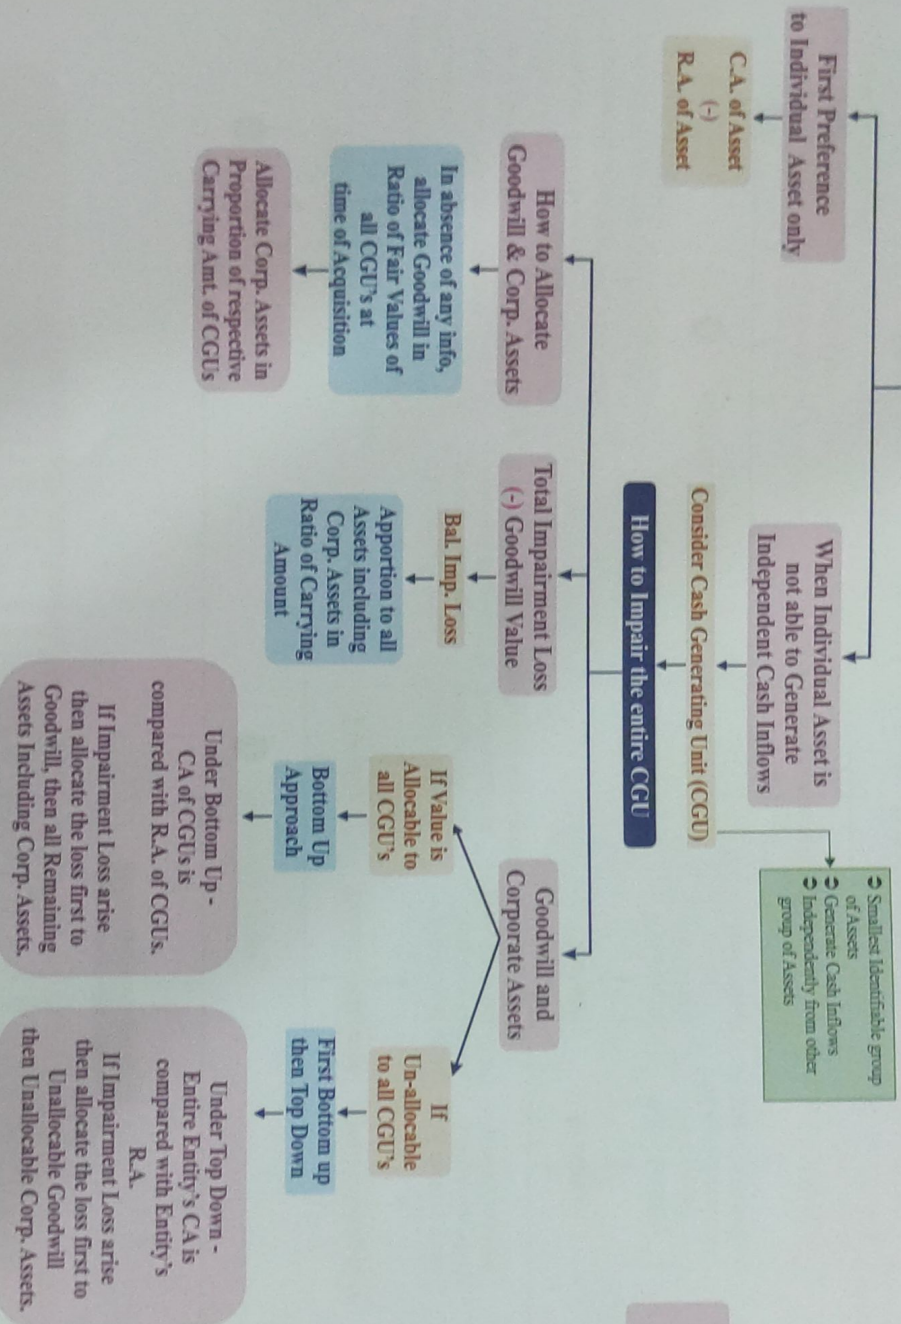 First Preference
to Individual Asset only
C.A. of Asset
(-)
R.A. of Asset
When Individual Asset is
not able to Generate
Independent Cash Inflows
Consider Cash Generating Unit (CGU)
➲ Smallest Identifiable group
of Assets
➲ Generate Cash Inflows
➲ Independently from other
group of Assets
How to Impair the entire CGU
How to Allocate
Goodwill & Corp. Assets
In absence of any info,
allocate Goodwill in
Ratio of Fair Values of
all CGU's at
time of Acquisition
Allocate Corp. Assets in
Proportion of respective
Carrying Amt. of CGUs
Total Impairment Loss
(-) Goodwill Value
Bal. Imp. Loss
Apportion to all
Assets including
Corp. Assets in
Ratio of Carrying
Amount
Goodwill and
Corporate Assets
If Value is
Allocable to
all CGU's
Bottom Up
Approach
Under Bottom Up -
CA of CGUs is
compared with R.A. of CGUs.
If Impairment Loss arise
then allocate the loss first to
Goodwill, then all Remaining
Assets Including Corp. Assets.
If
Un-allocable
to all CGU's
First Bottom up
then Top Down
Under Top Down -
Entire Entity's CA is
compared with Entity's
R.A.
If Impairment Loss arise
then allocate the loss first to
Unallocable Goodwill
then Unallocable Corp. Assets.